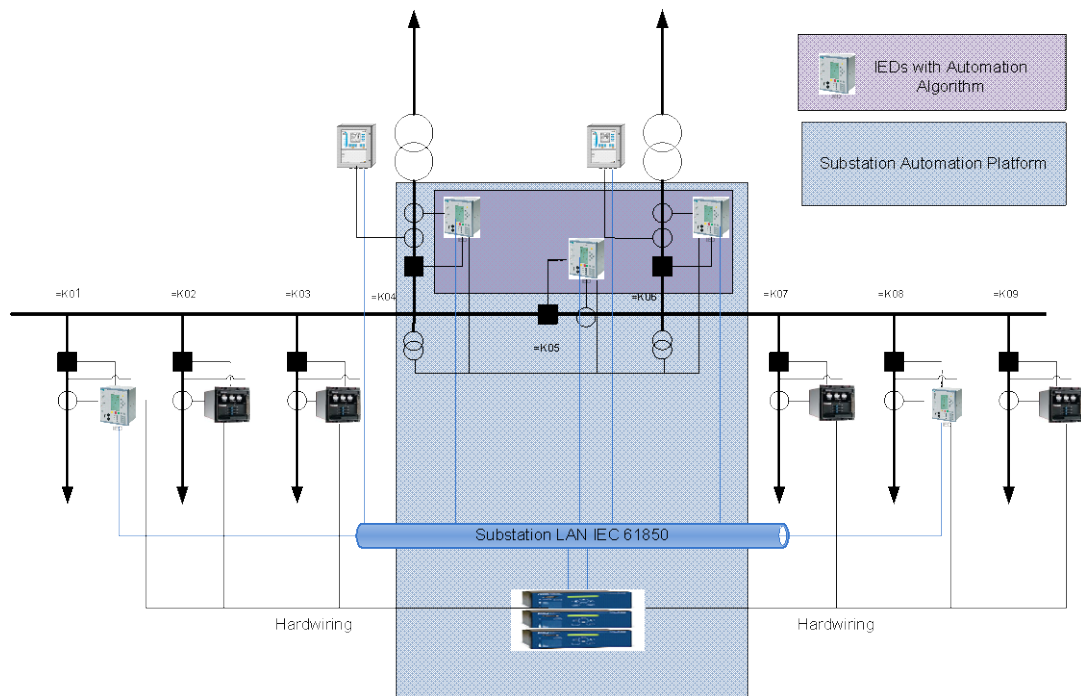 IEDs with Automation
Algorithm
Substation Automation Platform
=K01
=K02
=K03
=K04
=K05
=K06
=K07
=K08
=K09
Substation LAN IEC 61850
Hardwiring
Hardwiring